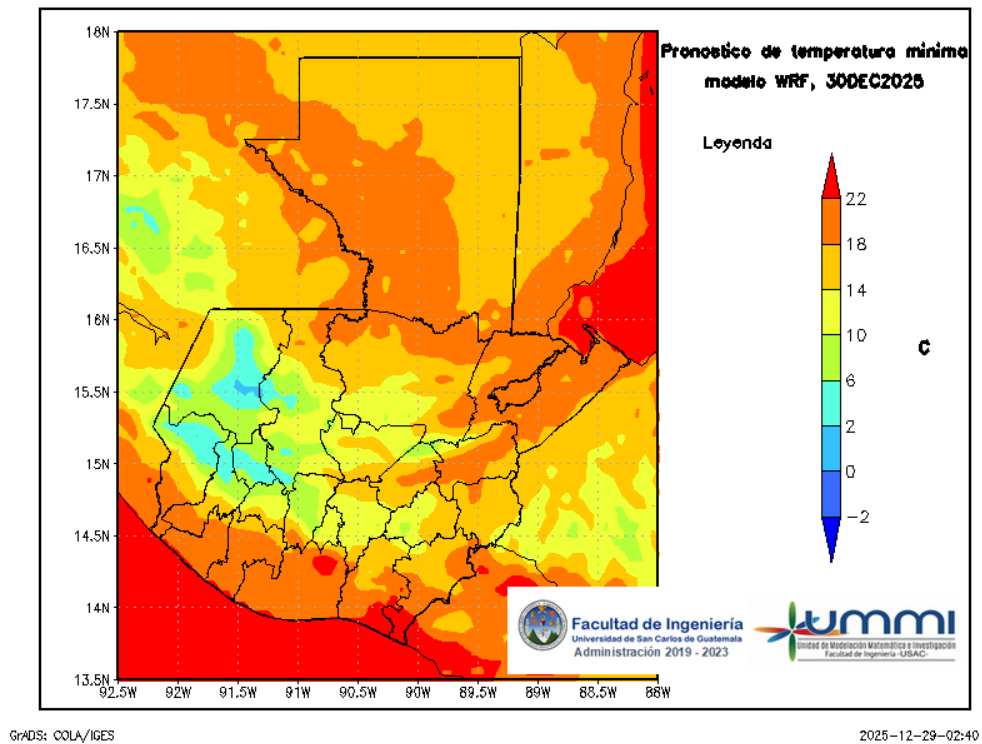 Pronostico de temperatura minima
modelo WRF, 30DEC2025
Leyenda
22
18
14
10
6
2
0
−2
C
18N
17.5N
17N
16.5N
16N
15.5N
15N
14.5N
14N
13.5N
92.5W 92W 91.5W 91W 90.5W 90W 89.5W 89W 88.5W 88W
Facultad de Ingeniería
Universidad de San Carlos de Guatemala
Administración 2019 - 2023
ummi
Unidad de Modelación Matemática e Investigación
Facultad de Ingeniería -USAC-
GrADS: COLA/IGES
2025-12-29-02:40